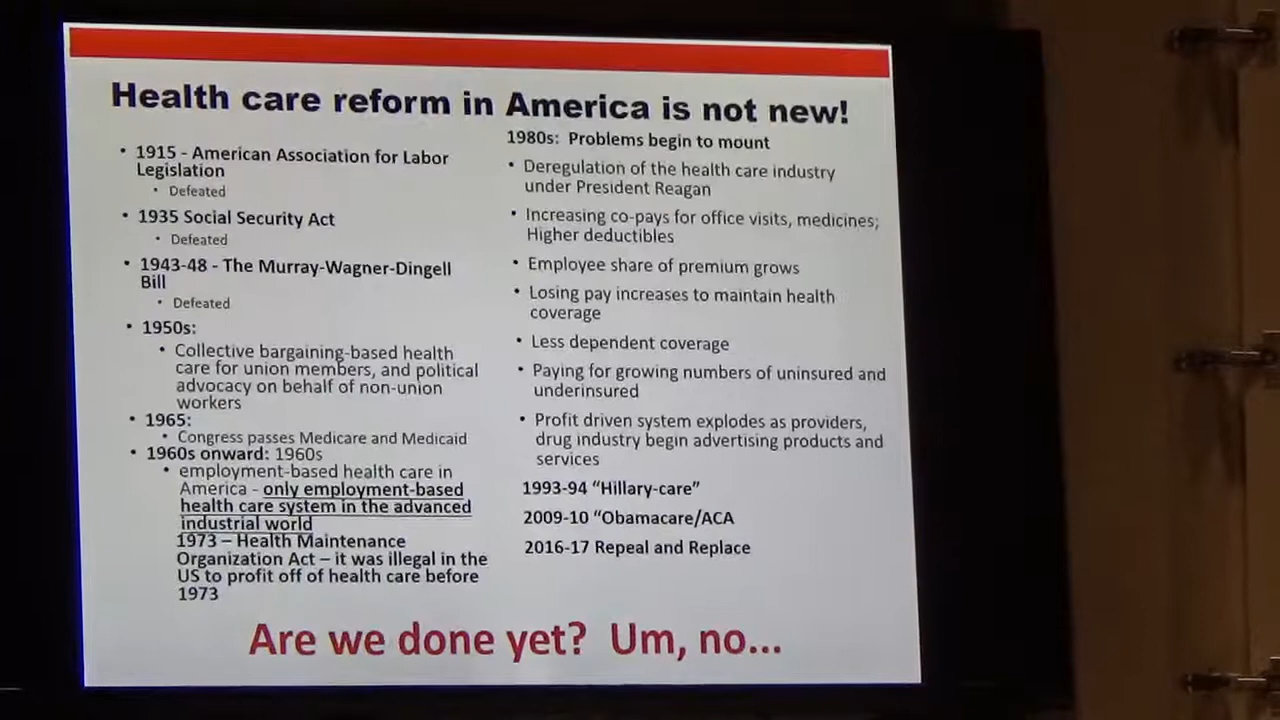 Health care reform in America is not new!
• 1915 - American Association for Labor
Legislation
• Defeated
• 1935 Social Security Act
• Defeated
• 1943-48 - The Murray-Wagner-Dingell
Bill
• Defeated
• 1950s:
• Collective bargaining-based health
care for union members, and political
advocacy on behalf of non-union
workers
• 1965:
• Congress passes Medicare and Medicaid
• 1960s onward: 1960s
• employment-based health care in
America - only employment-based
health care system in the advanced
industrial world
1973 – Health Maintenance
Organization Act – it was illegal in the
US to profit off of health care before
1973
1980s: Problems begin to mount
• Deregulation of the health care industry
under President Reagan
• Increasing co-pays for office visits, medicines;
Higher deductibles
• Employee share of premium grows
• Losing pay increases to maintain health
coverage
• Less dependent coverage
• Paying for growing numbers of uninsured and
underinsured
• Profit driven system explodes as providers,
drug industry begin advertising products and
services
1993-94 “Hillary-care”
2009-10 “Obamacare/ACA
2016-17 Repeal and Replace
Are we done yet? Um, no...